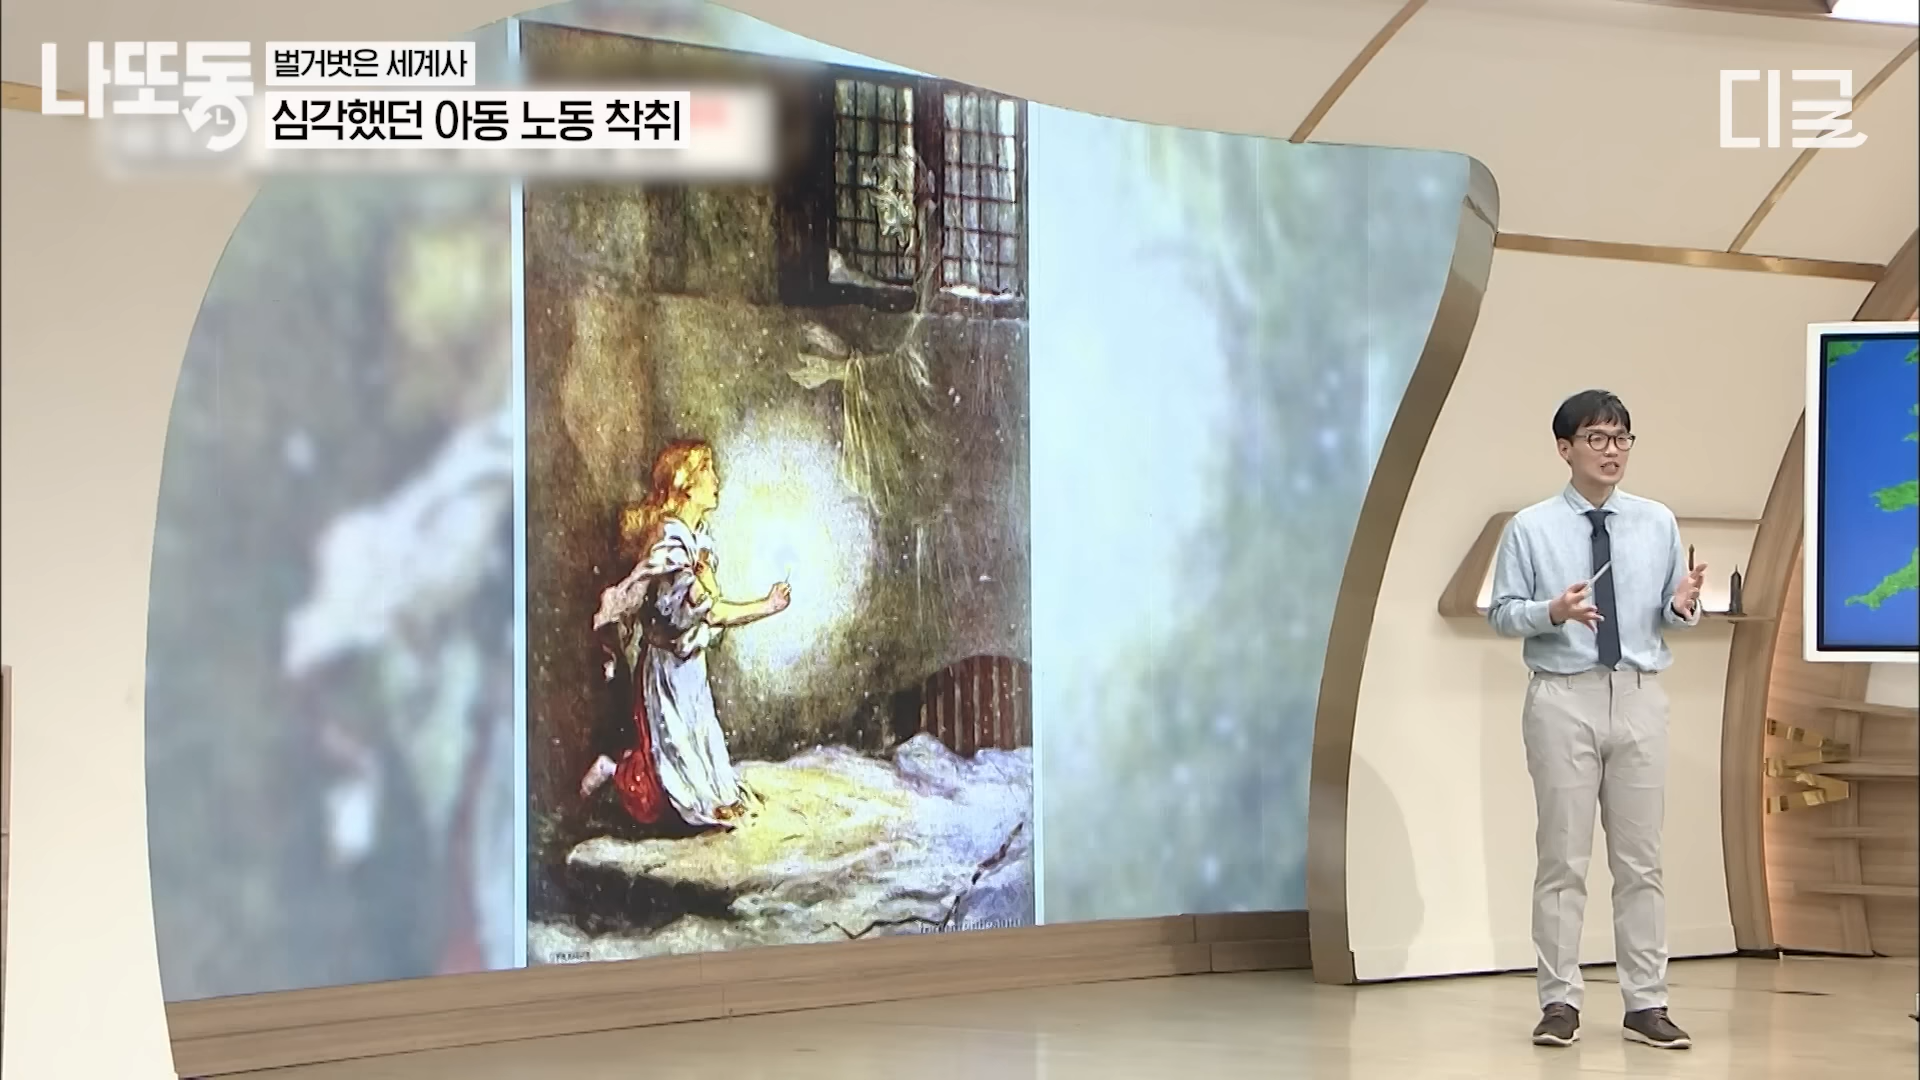 나또동
벌거벗은 세계사
심각했던 아동 노동 착취
디글